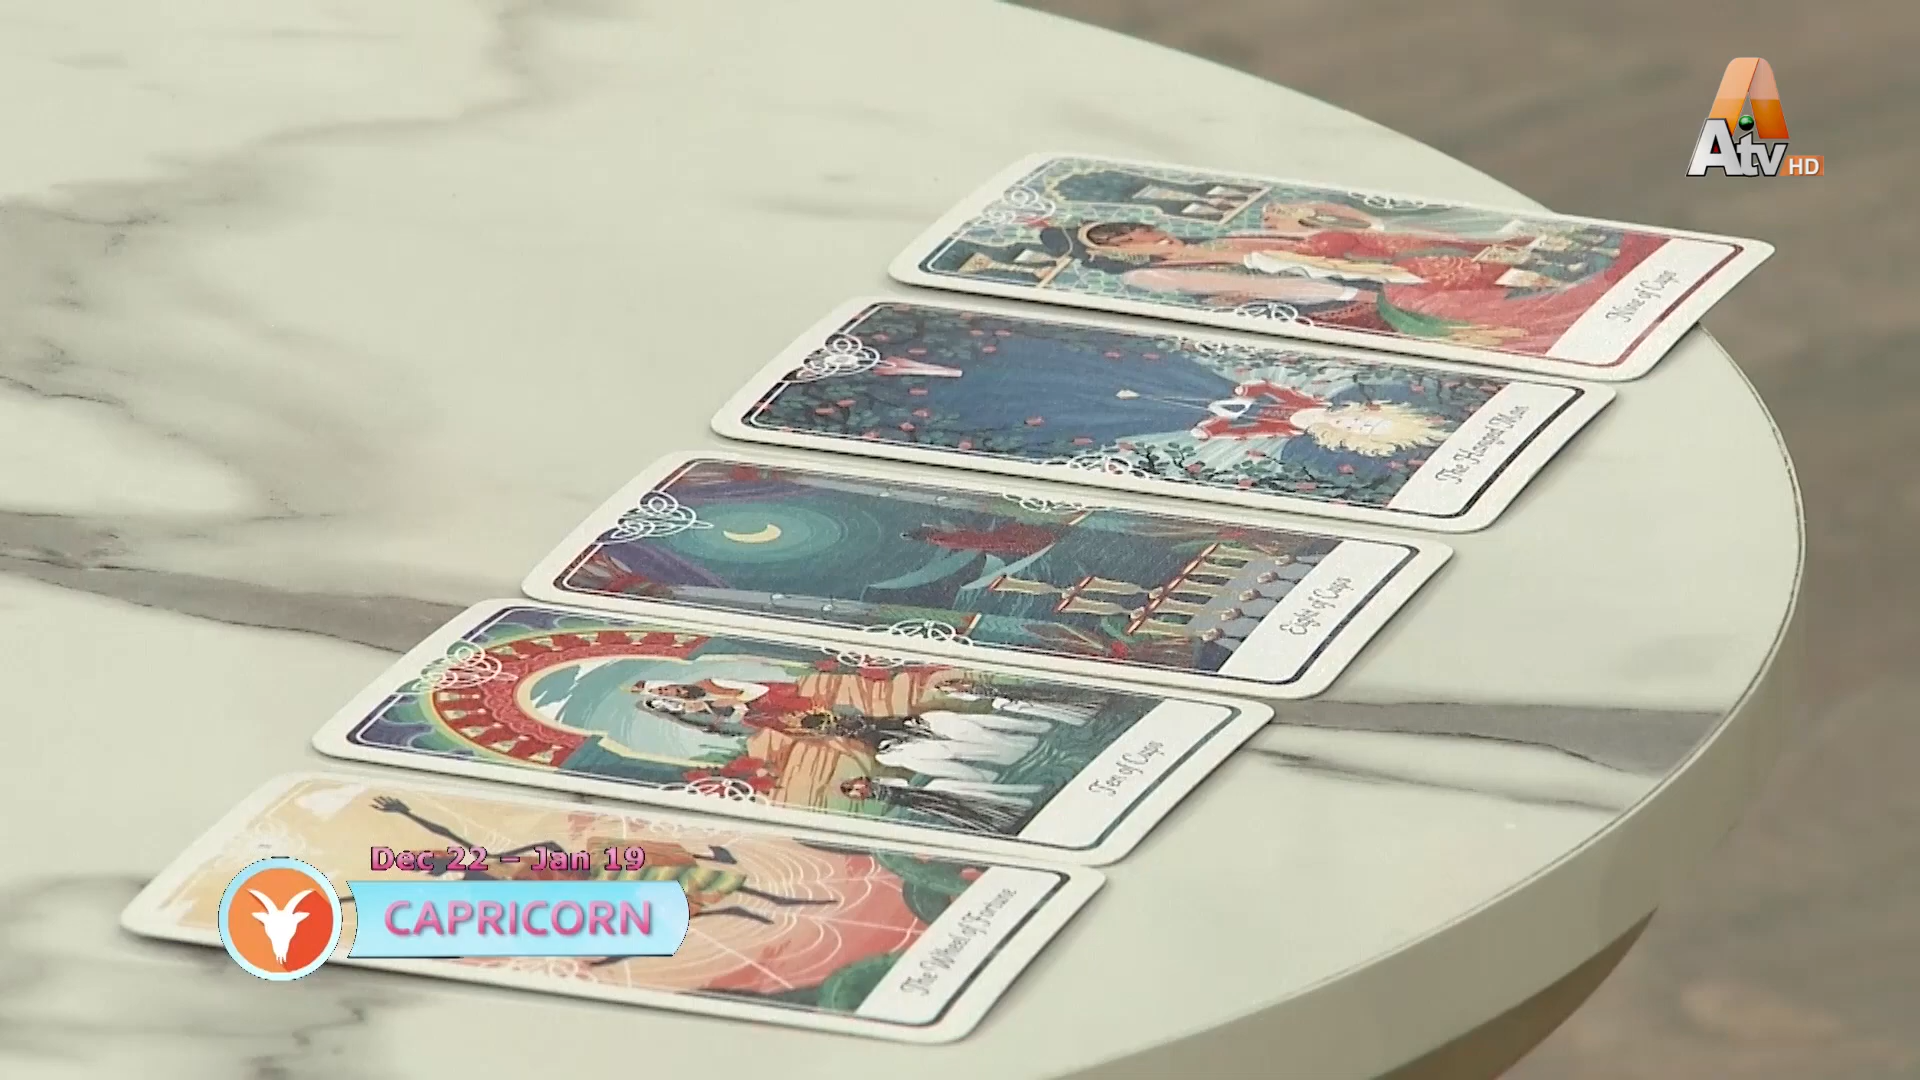 Atv HD
Nine of Cups
The Hanged Man
Eight of Cups
Ten of Cups
The Wheel of Fortune
Dec 22 – Jan 19
CAPRICORN